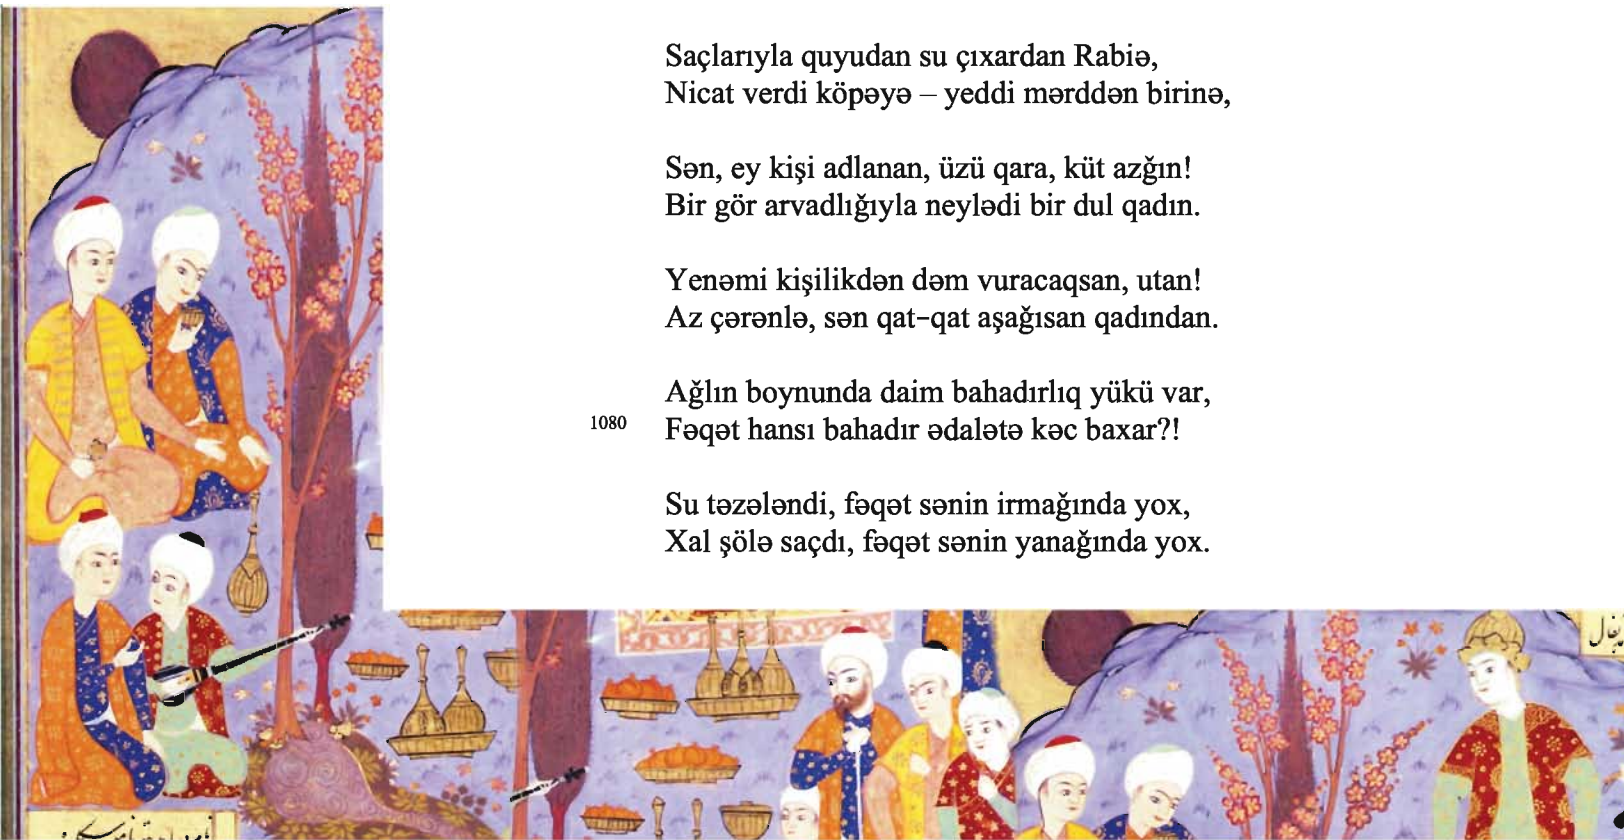 Saçlarıyla quyudan su çıxardan Rabiə,
Nicat verdi köpəyə – yeddi mərddən birinə,
Sən, ey kişi adlanan, üzü qara, küt azğın!
Bir gör arvadlığıyla neylədi bir dul qadın.
Yenəmi kişilikdən dəm vuracaqsan, utan!
Az çərənlə, sən qat-qat aşağısan qadından.
Ağlın boynunda daim bahadırlıq yükü var,
1080 Fəqət hansı bahadır ədalətə kəc baxar?!
Su təzələndi, fəqət sənin irmağında yox,
Xal şölə saçdı, fəqət sənin yanağında yox.